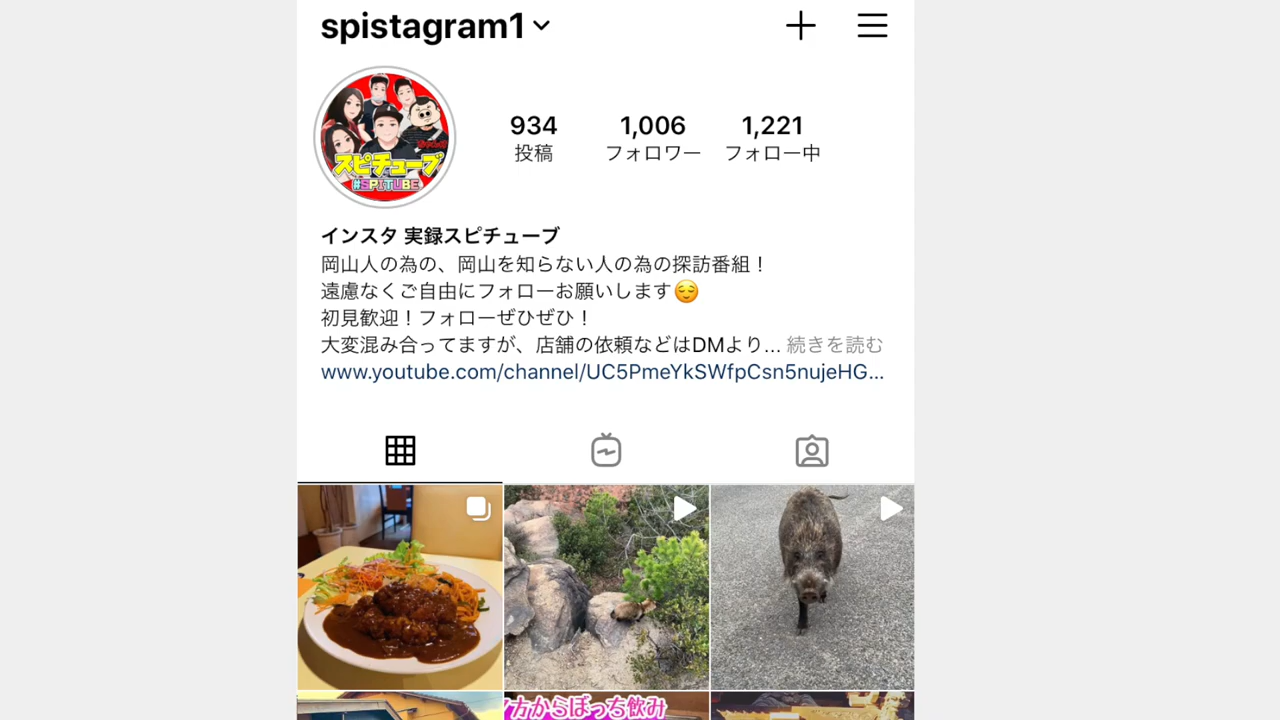 spistagram1
スピチューブ
#SPITUBE
934
投稿
1,006
フォロワー
1,221
フォロー中
インスタ 実録スピチューブ
岡山人の為の、岡山を知らない人の為の探訪番組！
遠慮なくご自由にフォローお願いします😌
初見歓迎！フォローぜひぜひ！
大変混み合ってますが、店舗の依頼などはDMより... 続きを読む
www.youtube.com/channel/UC5PmeYkSWfpCsn5nujeHG...
方からぼっち飲み